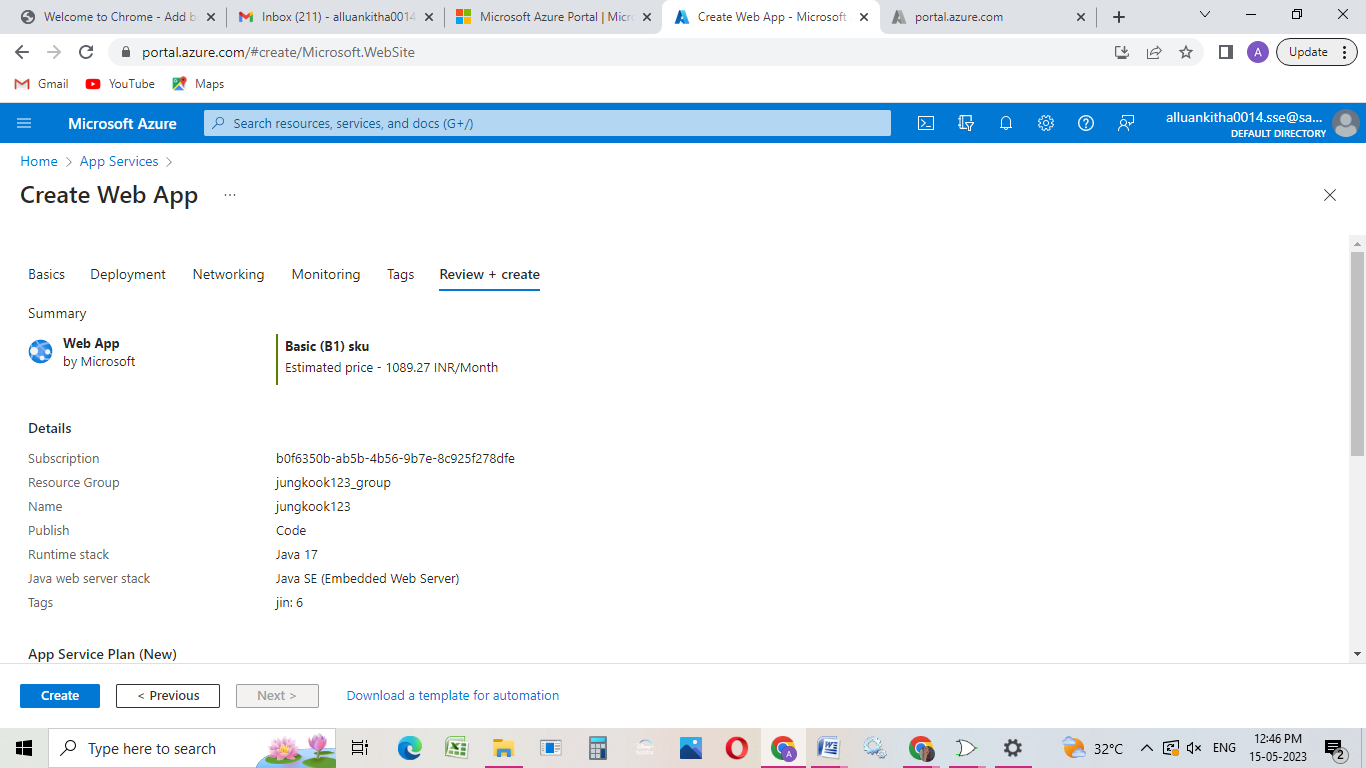 Welcome to Chrome - Add b
Inbox (211) - alluankitha0014
Microsoft Azure Portal | Micr
Create Web App - Microsoft
portal.azure.com
portal.azure.com/#create/Microsoft.WebSite
A
Update
Gmail
YouTube
Maps
Microsoft Azure
Search resources, services, and docs (G+/)
alluankitha0014.sse@sa...
DEFAULT DIRECTORY
Home
App Services
Create Web App
...
Basics
Deployment
Networking
Monitoring
Tags
Review + create
Summary
Web App
by Microsoft
Basic (B1) sku
Estimated price - 1089.27 INR/Month
Details
Subscription b0f6350b-ab5b-4b56-9b7e-8c925f278dfe
Resource Group jungkook123_group
Name jungkook123
Publish Code
Runtime stack Java 17
Java web server stack Java SE (Embedded Web Server)
Tags jin: 6
App Service Plan (New)
Create
< Previous
Next >
Download a template for automation
Type here to search
32°C
ENG
12:46 PM
15-05-2023
2